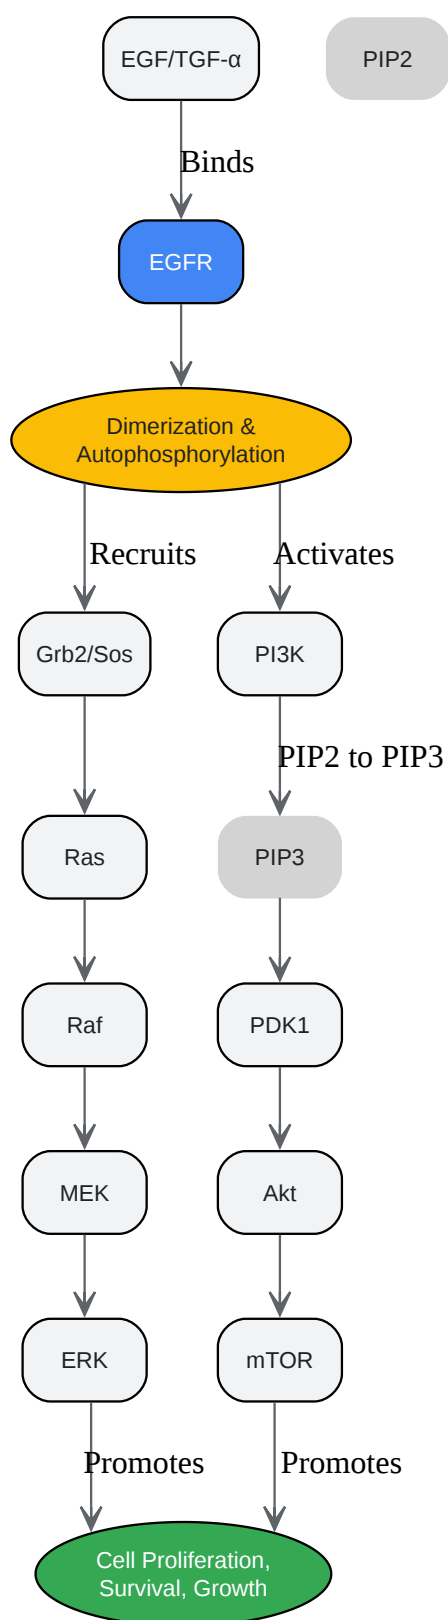 EGF/TGF-α
PIP2
Binds
EGFR
Dimerization &
Autophosphorylation
Recruits
Activates
Grb2/Sos
PI3K
PIP2 to PIP3
Ras
PIP3
Raf
PDK1
MEK
Akt
ERK
mTOR
Promotes
Promotes
Cell Proliferation,
Survival, Growth